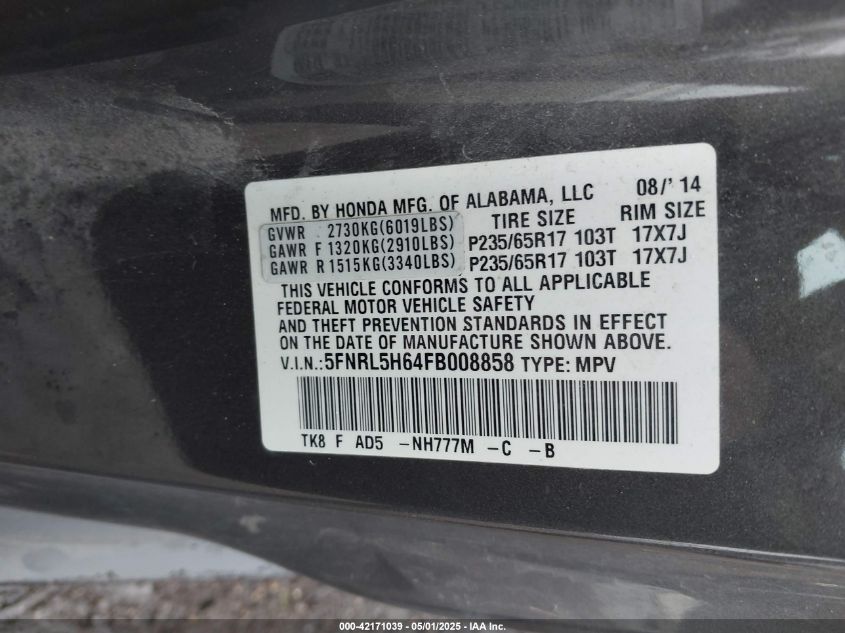 MFD. BY HONDA MFG. OF ALABAMA, LLC 08/'14
GVWR 2730KG(6019LBS) TIRE SIZE RIM SIZE
GAWR F 1320KG(2910LBS) P235/65R17 103T 17X7J
GAWR R 1515KG(3340LBS) P235/65R17 103T 17X7J
THIS VEHICLE CONFORMS TO ALL APPLICABLE
FEDERAL MOTOR VEHICLE SAFETY
AND THEFT PREVENTION STANDARDS IN EFFECT
ON THE DATE OF MANUFACTURE SHOWN ABOVE.
V.I.N.:5FNRL5H64FB008858 TYPE: MPV
TK8 F AD5 -NH777M -C -B
000-42171039 - 05/01/2025 - IAA Inc.